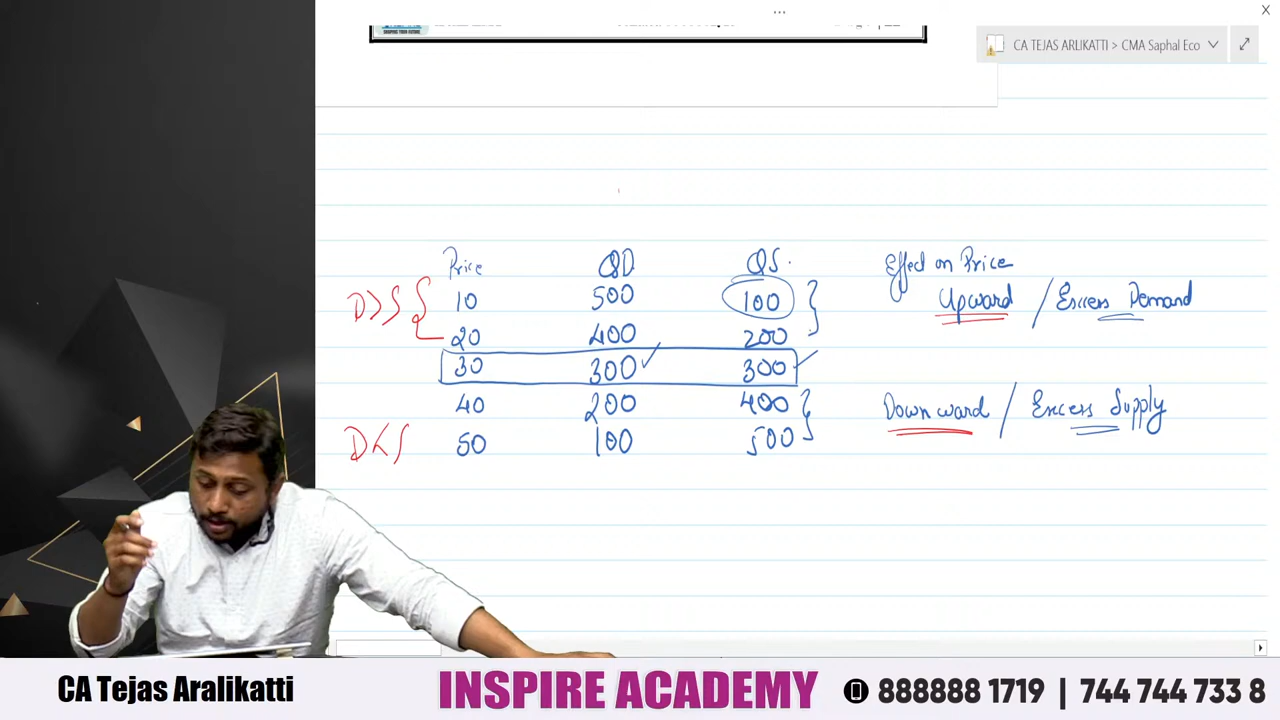 CA TEJAS ARLIKATTI > CMA Saphal Eco
Price QD QS. Effect on Price
D>S { 10 500 100 } Upward / Excess Demand
20 400 200
30 300 ✓ 300 ✓
40 200 400 } Downward / Excess Supply
D<S 50 100 500
CA Tejas Aralikatti
INSPIRE ACADEMY
888888 1719 | 744 744 733 8